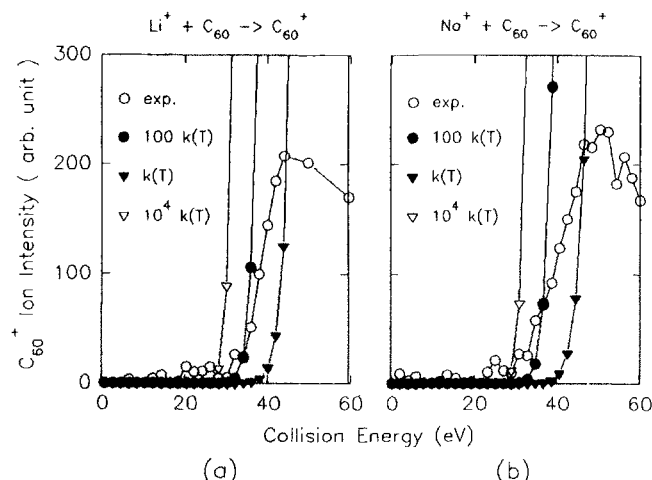 Li⁺ + C₆₀ -> C₆₀⁺
Na⁺ + C₆₀ -> C₆₀⁺
C₆₀⁺ Ion Intensity ( arb. unit )
300
200
100
0
exp.
100 k(T)
k(T)
10⁴ k(T)
exp.
100 k(T)
k(T)
10⁴ k(T)
0 20 40 60
0 20 40 60
Collision Energy (eV)
(a)
(b)